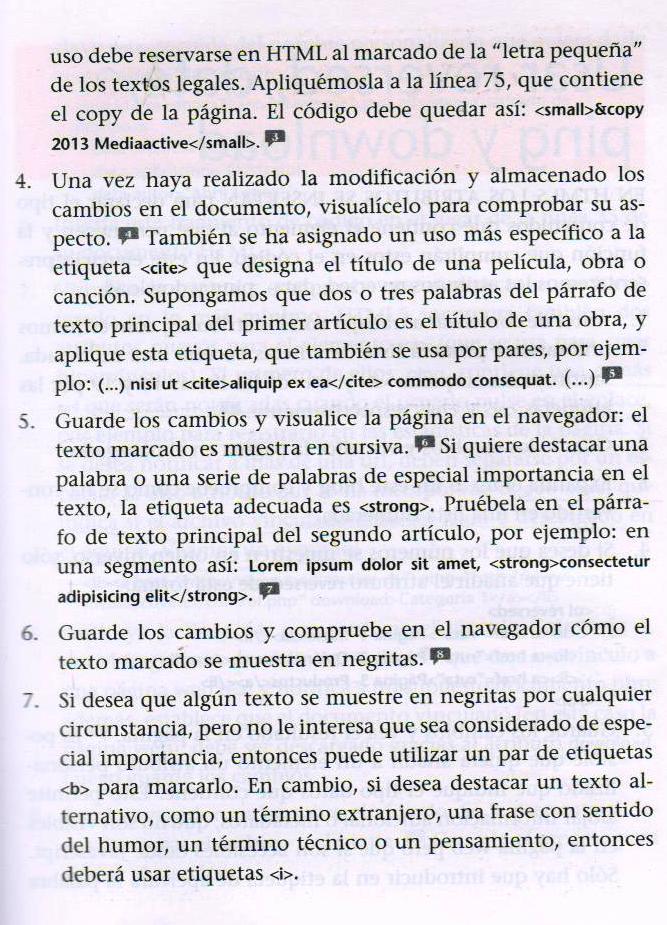 uso debe reservarse en HTML al marcado de la “letra pequeña”
de los textos legales. Apliquémosla a la línea 75, que contiene
el copy de la página. El código debe quedar así: <small>&copy
2013 Mediaactive</small>. 3
4. Una vez haya realizado la modificación y almacenado los
cambios en el documento, visualícelo para comprobar su as-
pecto. 4 También se ha asignado un uso más específico a la
etiqueta <cite> que designa el título de una película, obra o
canción. Supongamos que dos o tres palabras del párrafo de
texto principal del primer artículo es el título de una obra, y
aplique esta etiqueta, que también se usa por pares, por ejem-
plo: (...) nisi ut <cite>aliquip ex ea</cite> commodo consequat. (...) 5
5. Guarde los cambios y visualice la página en el navegador: el
texto marcado es muestra en cursiva. 6 Si quiere destacar una
palabra o una serie de palabras de especial importancia en el
texto, la etiqueta adecuada es <strong>. Pruébela en el párra-
fo de texto principal del segundo artículo, por ejemplo: en
una segmento así: Lorem ipsum dolor sit amet, <strong>consectetur
adipisicing elit</strong>. 7
6. Guarde los cambios y compruebe en el navegador cómo el
texto marcado se muestra en negritas. 8
7. Si desea que algún texto se muestre en negritas por cualquier
circunstancia, pero no le interesa que sea considerado de espe-
cial importancia, entonces puede utilizar un par de etiquetas
<b> para marcarlo. En cambio, si desea destacar un texto al-
ternativo, como un término extranjero, una frase con sentido
del humor, un término técnico o un pensamiento, entonces
deberá usar etiquetas <i>.